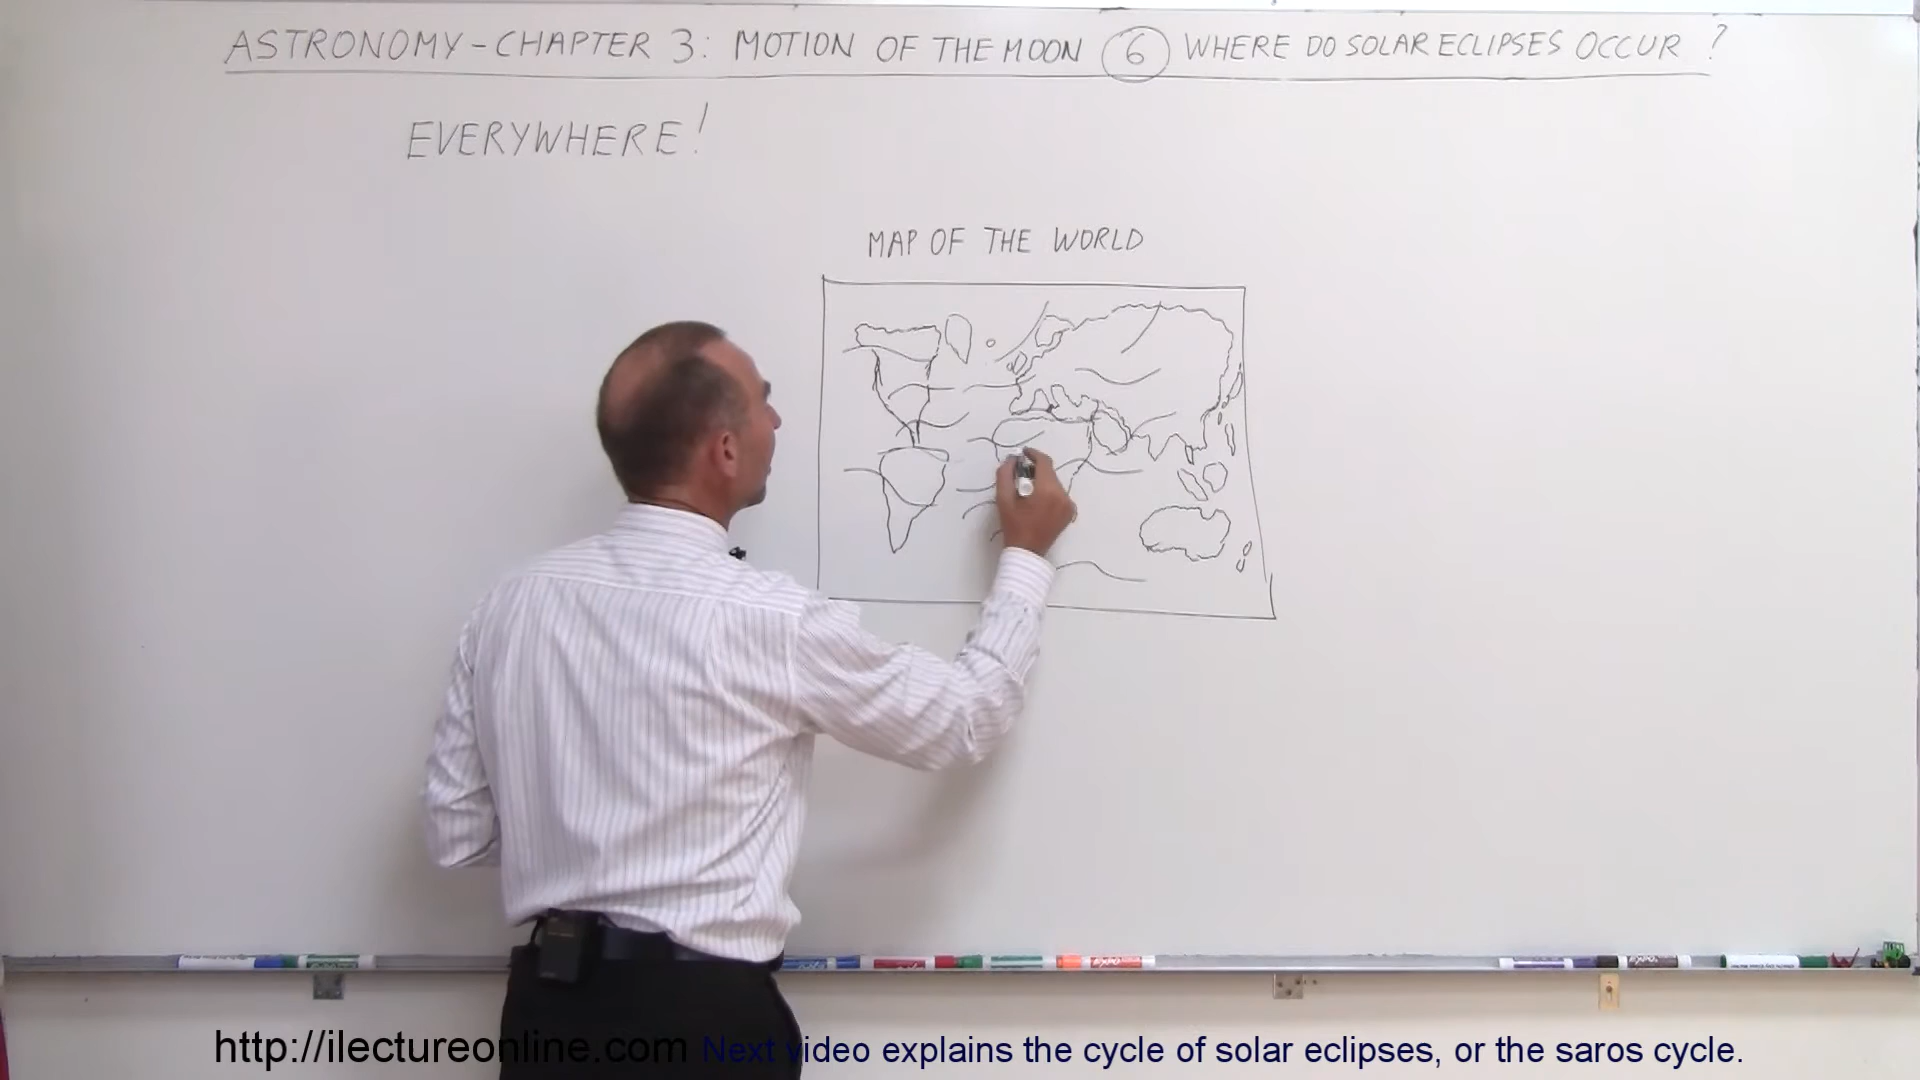 ASTRONOMY - CHAPTER 3: MOTION OF THE MOON 6 WHERE DO SOLAR ECLIPSES OCCUR ?
EVERYWHERE!
MAP OF THE WORLD
http://ilectureonline.com Next video explains the cycle of solar eclipses, or the saros cycle.